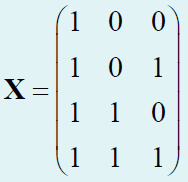 1 0 0
1 0 1
X = 1 1 0
1 1 1